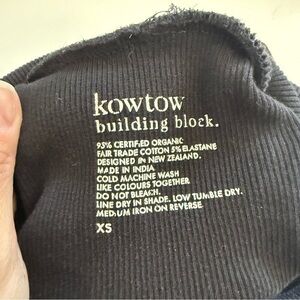 kowtow
building block.
95% CERTIFIED ORGANIC
FAIR TRADE COTTON 5% ELASTANE
DESIGNED IN NEW ZEALAND.
MADE IN INDIA
COLD MACHINE WASH
LIKE COLOURS TOGETHER
DO NOT BLEACH.
LINE DRY IN SHADE. LOW TUMBLE DRY.
MEDIUM IRON ON REVERSE
XS